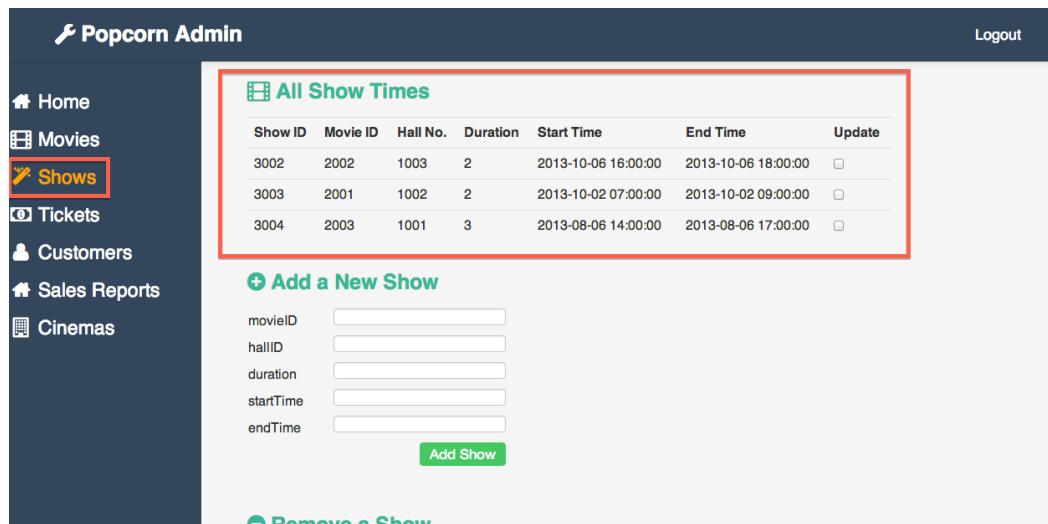 Popcorn Admin
Logout
Home
Movies
Shows
Tickets
Customers
Sales Reports
Cinemas
All Show Times
Show ID Movie ID Hall No. Duration Start Time End Time Update
3002 2002 1003 2 2013-10-06 16:00:00 2013-10-06 18:00:00
3003 2001 1002 2 2013-10-02 07:00:00 2013-10-02 09:00:00
3004 2003 1001 3 2013-08-06 14:00:00 2013-08-06 17:00:00
Add a New Show
movieID
hallID
duration
startTime
endTime
Add Show
Remove a Show